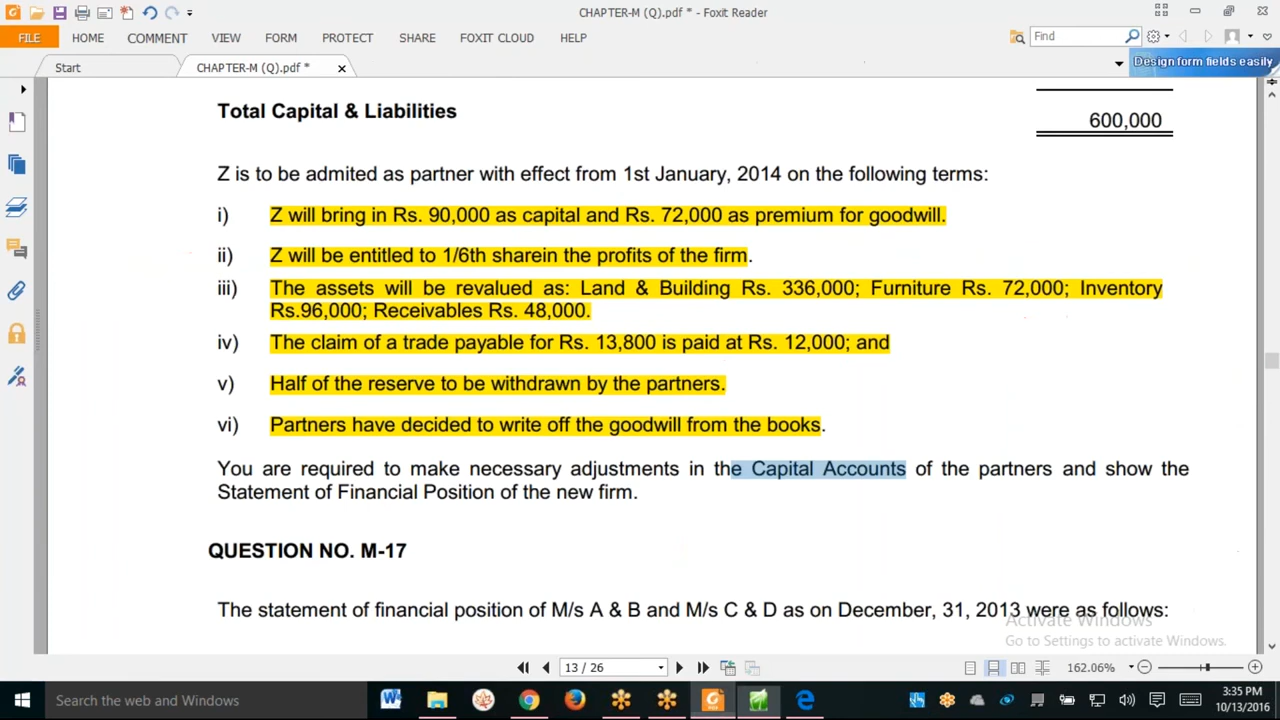 CHAPTER-M (Q).pdf * - Foxit Reader
FILE HOME COMMENT VIEW FORM PROTECT SHARE FOXIT CLOUD HELP
Find
Start
CHAPTER-M (Q).pdf *
Design form fields easily
Total Capital & Liabilities
600,000
Z is to be admited as partner with effect from 1st January, 2014 on the following terms:
i) Z will bring in Rs. 90,000 as capital and Rs. 72,000 as premium for goodwill.
ii) Z will be entitled to 1/6th sharein the profits of the firm.
iii) The assets will be revalued as: Land & Building Rs. 336,000; Furniture Rs. 72,000; Inventory
Rs.96,000; Receivables Rs. 48,000.
iv) The claim of a trade payable for Rs. 13,800 is paid at Rs. 12,000; and
v) Half of the reserve to be withdrawn by the partners.
vi) Partners have decided to write off the goodwill from the books.
You are required to make necessary adjustments in the Capital Accounts of the partners and show the
Statement of Financial Position of the new firm.
QUESTION NO. M-17
The statement of financial position of M/s A & B and M/s C & D as on December, 31, 2013 were as follows:
Activate Windows
Go to Settings to activate Windows.
13 / 26
162.06%
Search the web and Windows
3:35 PM
10/13/2016